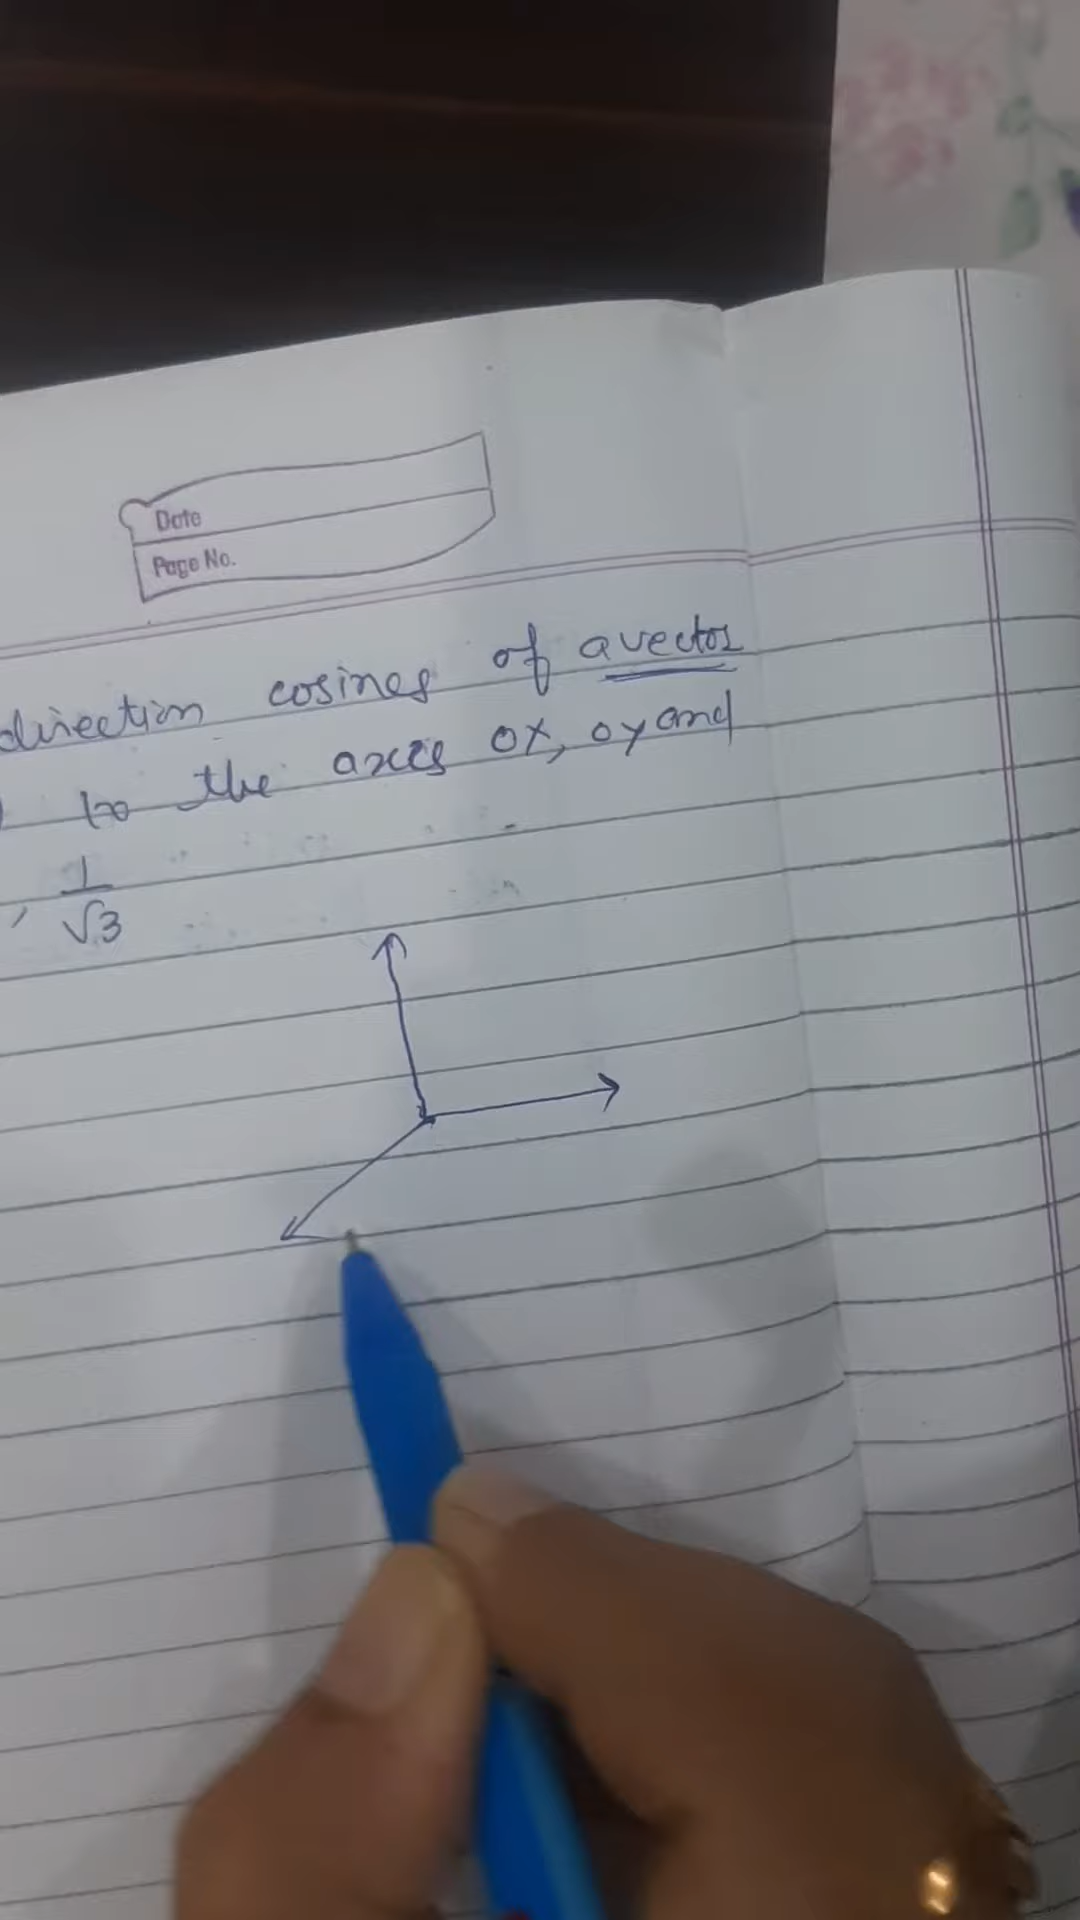 Date
Page No.
direction cosines of a vector
to the axes OX, OY and
, 1/√3